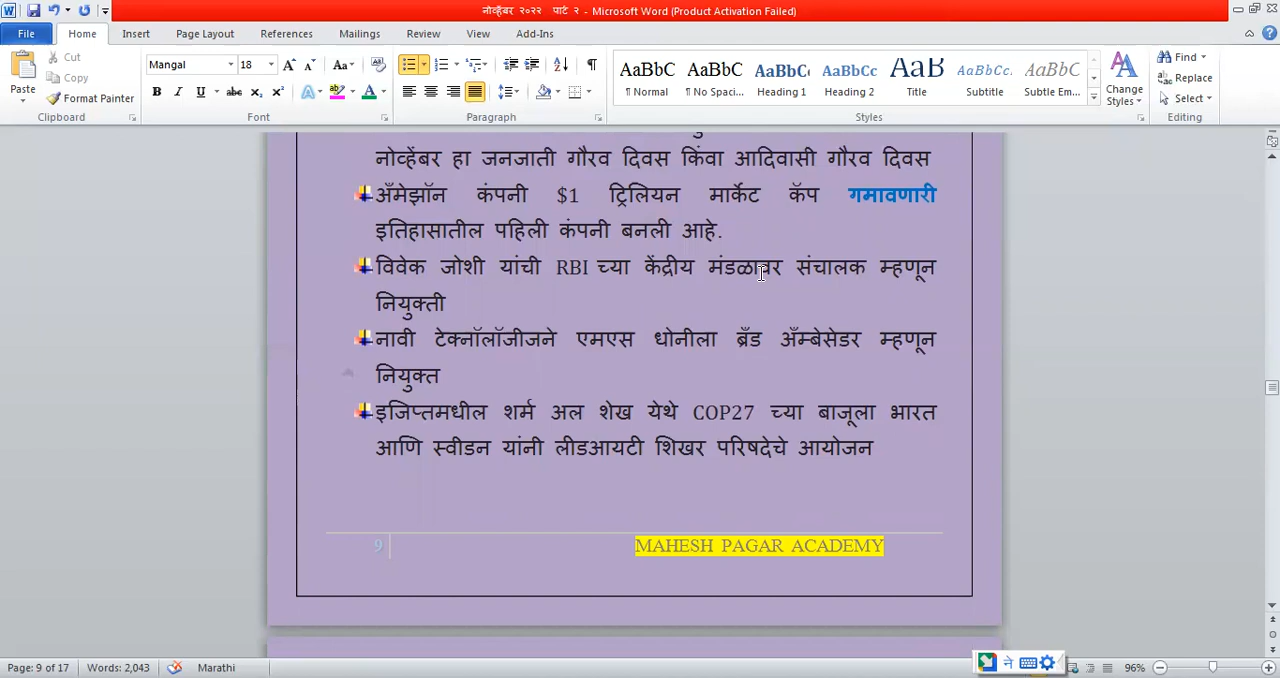 नोव्हेंबर २०२२ पार्ट २ - Microsoft Word (Product Activation Failed)
File Home Insert Page Layout References Mailings Review View Add-Ins
Paste
Cut
Copy
Format Painter
Mangal 18
Clipboard Font Paragraph Styles Editing
AaBbC AaBbC AaBbCc AaBbCc AaB AaBbCc. AaBbC
¶ Normal ¶ No Spaci... Heading 1 Heading 2 Title Subtitle Subtle Em...
Change Styles
Find
Replace
Select
नोव्हेंबर हा जनजाती गौरव दिवस किंवा आदिवासी गौरव दिवस
अ‍ॅमेझॉन कंपनी $1 ट्रिलियन मार्केट कॅप गमावणारी
इतिहासातील पहिली कंपनी बनली आहे.
विवेक जोशी यांची RBI च्या केंद्रीय मंडळावर संचालक म्हणून
नियुक्ती
नावी टेक्नॉलॉजीजने एमएस धोनीला ब्रँड अ‍ॅम्बेसेडर म्हणून
नियुक्त
इजिप्तमधील शर्म अल शेख येथे COP27 च्या बाजूला भारत
आणि स्वीडन यांनी लीडआयटी शिखर परिषदेचे आयोजन
9 MAHESH PAGAR ACADEMY
Page: 9 of 17 Words: 2,043 Marathi ने 96%